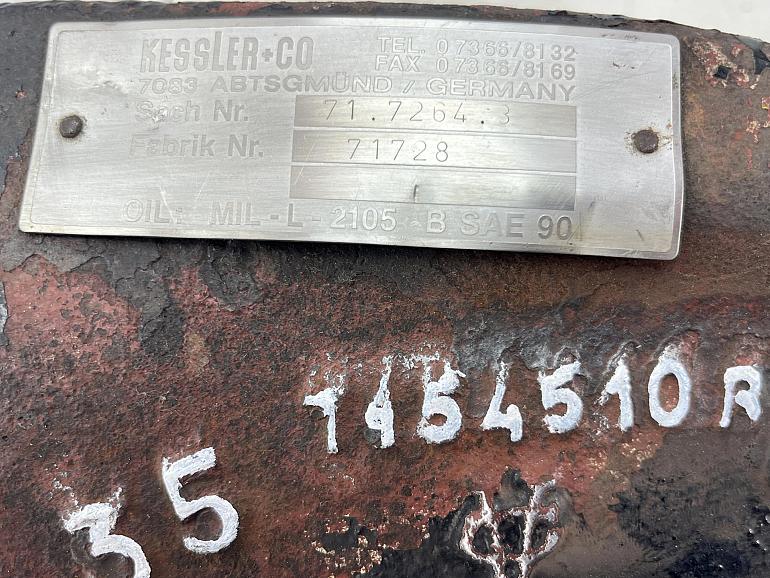 KESSLER+CO TEL. 07366/8132
FAX 07366/8169
7083 ABTSGMÜND / GERMANY
Sach Nr. 71.7264.3
Fabrik Nr. 71728
OIL: MIL-L-2105 B SAE 90
1454510R
35